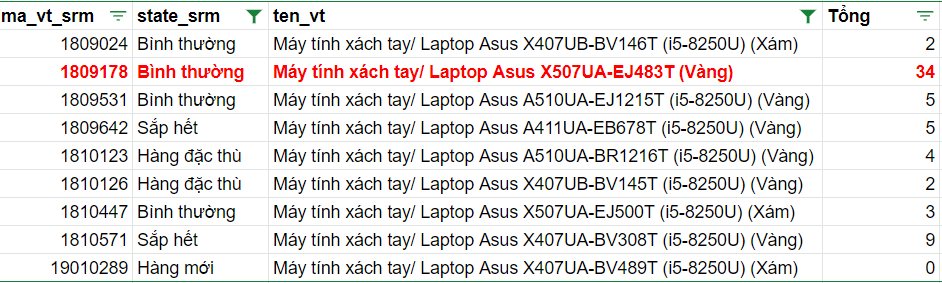 ma_vt_srm state_srm ten_vt Tổng
1809024 Bình thường Máy tính xách tay/ Laptop Asus X407UB-BV146T (i5-8250U) (Xám) 2
1809178 Bình thường Máy tính xách tay/ Laptop Asus X507UA-EJ483T (Vàng) 34
1809531 Bình thường Máy tính xách tay/ Laptop Asus A510UA-EJ1215T (i5-8250U) (Vàng) 5
1809642 Sắp hết Máy tính xách tay/ Laptop Asus A411UA-EB678T (i5-8250U) (Vàng) 5
1810123 Hàng đặc thù Máy tính xách tay/ Laptop Asus A510UA-BR1216T (i5-8250U) (Vàng) 4
1810126 Hàng đặc thù Máy tính xách tay/ Laptop Asus X407UB-BV145T (i5-8250U) (Vàng) 2
1810447 Bình thường Máy tính xách tay/ Laptop Asus X507UA-EJ500T (i5-8250U) (Xám) 3
1810571 Sắp hết Máy tính xách tay/ Laptop Asus X407UA-BV308T (i5-8250U) (Vàng) 9
19010289 Hàng mới Máy tính xách tay/ Laptop Asus X407UA-BV489T (i5-8250U) (Xám) 0